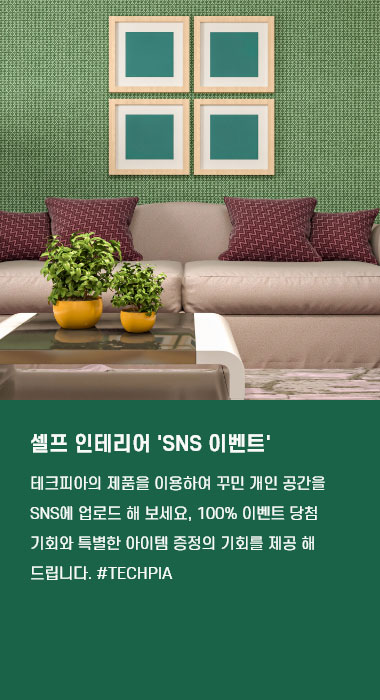 셀프 인테리어 'SNS 이벤트'
테크피아의 제품을 이용하여 꾸민 개인 공간을
SNS에 업로드 해 보세요, 100% 이벤트 당첨
기회와 특별한 아이템 증정의 기회를 제공 해
드립니다. #TECHPIA